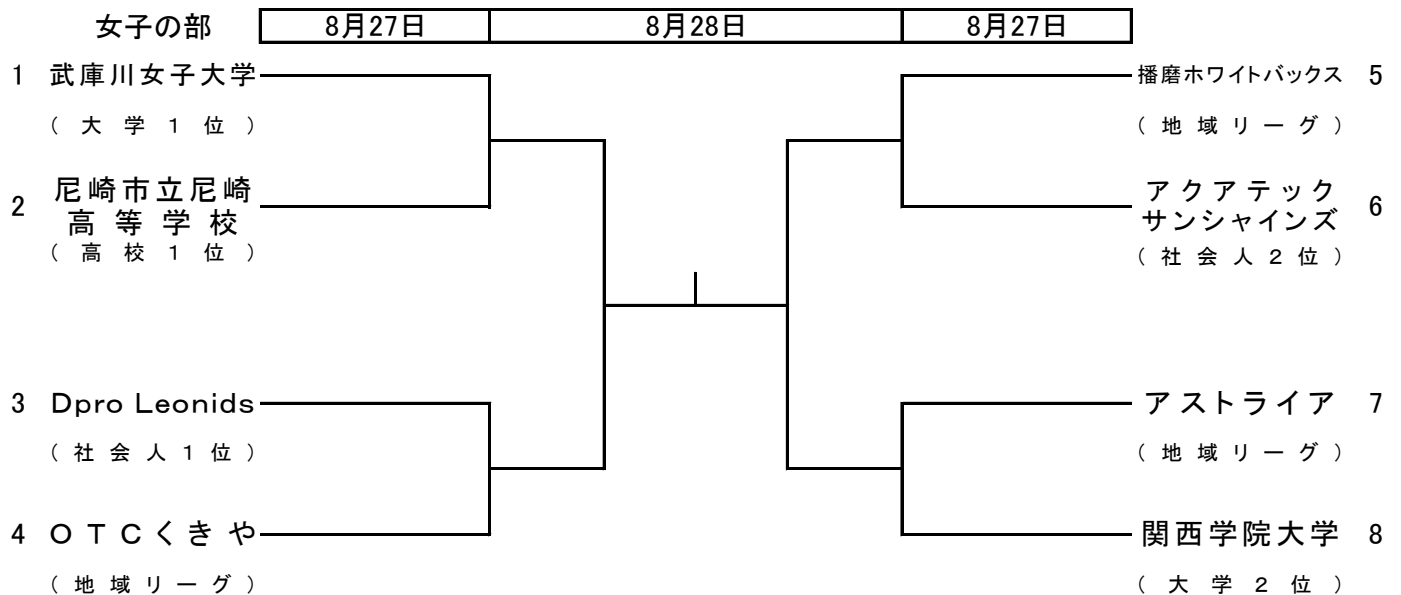 女子の部 8月27日 8月28日 8月27日
1 武庫川女子大学
(大学1位)
2 尼崎市立尼崎
高等学校
(高校1位)
3 Dpro Leonids
(社会人1位)
4 OTCくきや
(地域リーグ)
播磨ホワイトバックス 5
(地域リーグ)
アクアテック
サンシャインズ 6
(社会人2位)
アストライア 7
(地域リーグ)
関西学院大学 8
(大学2位)